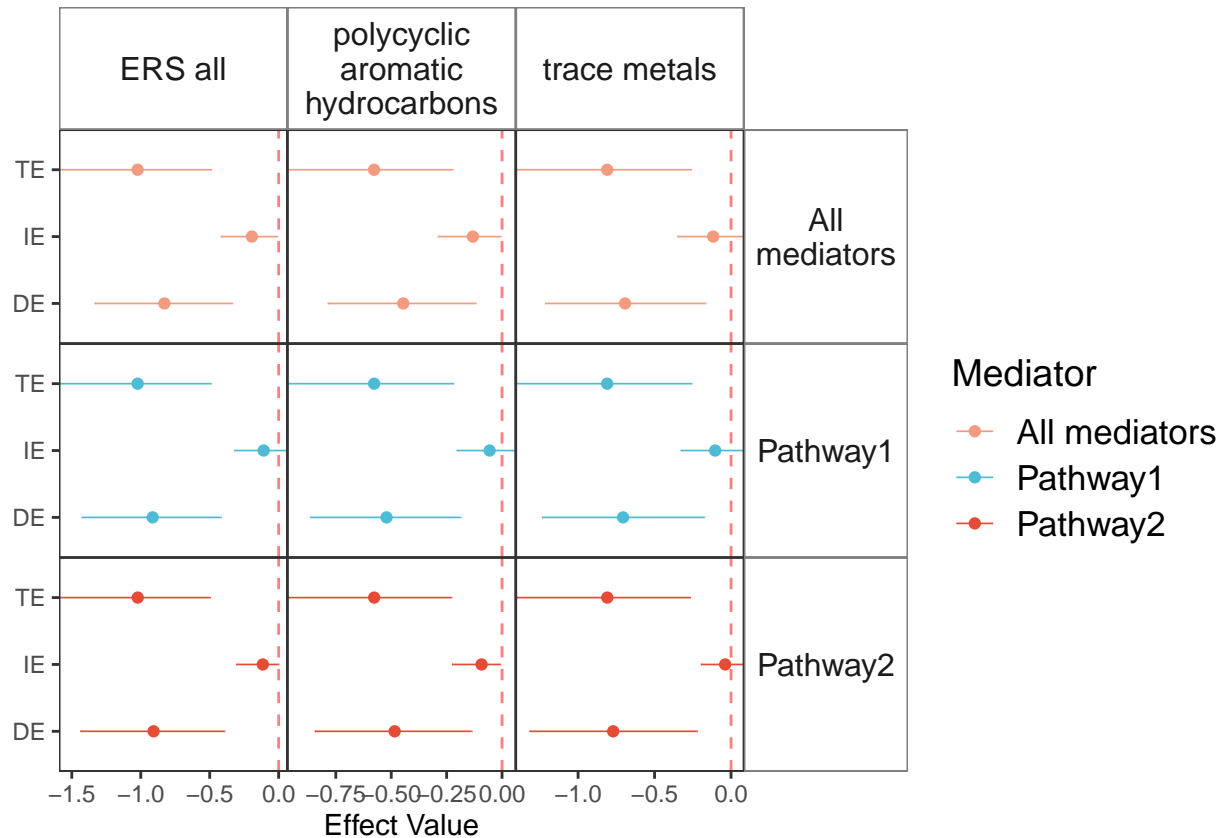 ERS all
polycyclic
aromatic
hydrocarbons
trace metals
TE
IE
DE
All
mediators
TE
IE
DE
Pathway1
TE
IE
DE
Pathway2
−1.5 −1.0 −0.5 0.0
−0.75 −0.50 −0.25 0.00
−1.0 −0.5 0.0
Effect Value
Mediator
All mediators
Pathway1
Pathway2